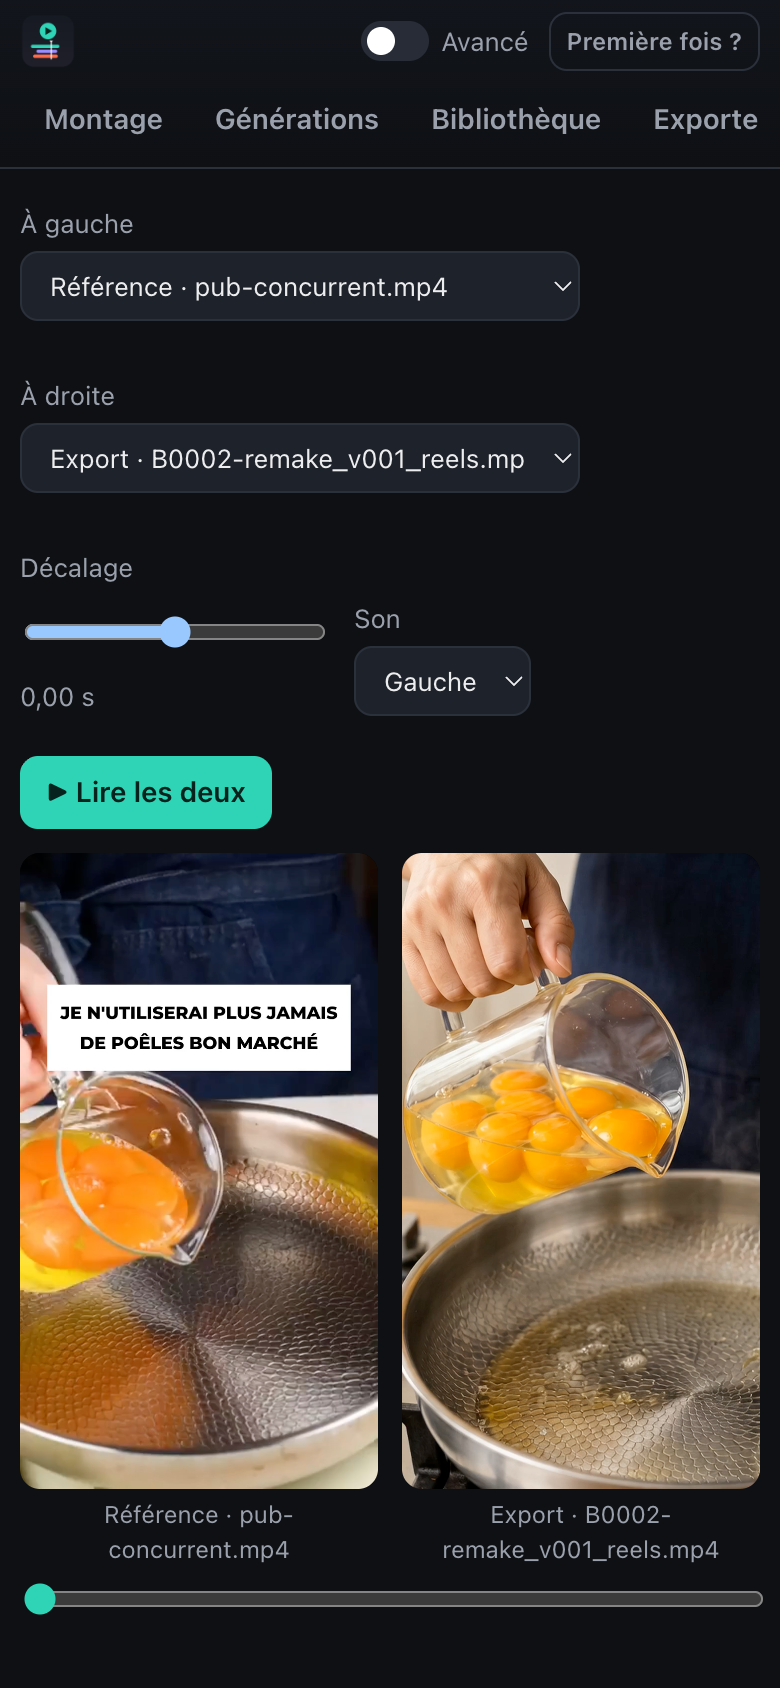 Avancé
Première fois ?
Montage
Générations
Bibliothèque
Exporte
À gauche
Référence · pub-concurrent.mp4
À droite
Export · B0002-remake_v001_reels.mp
Décalage
Son
Gauche
0,00 s
Lire les deux
JE N'UTILISERAI PLUS JAMAIS
DE POÊLES BON MARCHÉ
Référence · pub-
concurrent.mp4
Export · B0002-
remake_v001_reels.mp4